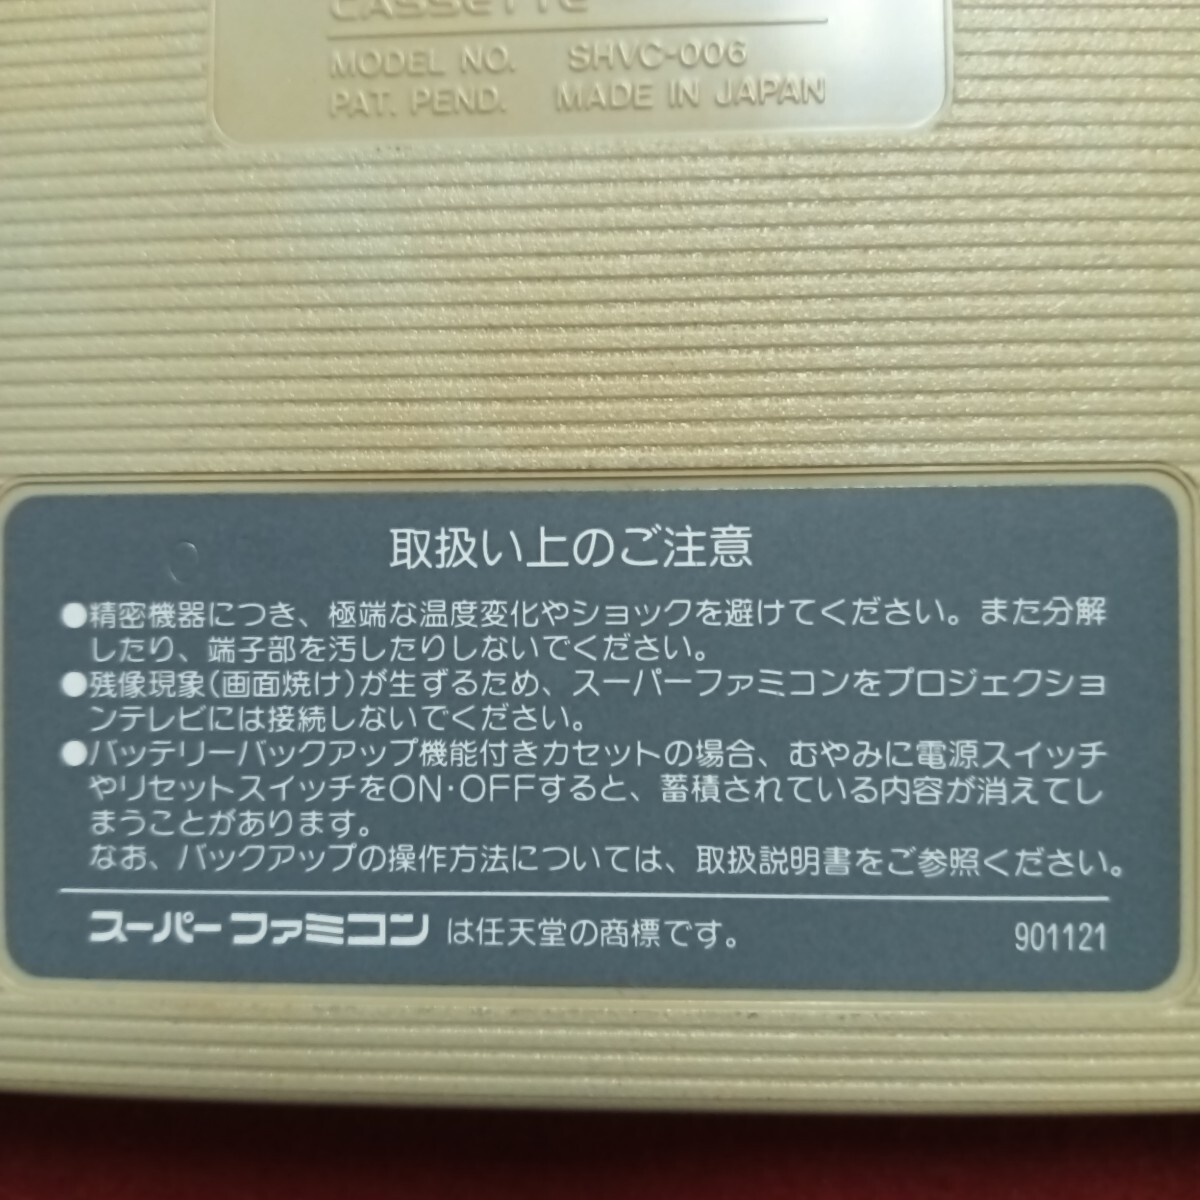 CASSETTE
MODEL NO. SHVC-006
PAT. PEND. MADE IN JAPAN
取扱い上のご注意
●精密機器につき、極端な温度変化やショックを避けてください。また分解
したり、端子部を汚したりしないでください。
●残像現象(画面焼け)が生ずるため、スーパーファミコンをプロジェクショ
ンテレビには接続しないでください。
●バッテリーバックアップ機能付きカセットの場合、むやみに電源スイッチ
やリセットスイッチをON・OFFすると、蓄積されている内容が消えてし
まうことがあります。
なお、バックアップの操作方法については、取扱説明書をご参照ください。
スーパーファミコン は任天堂の商標です。 901121